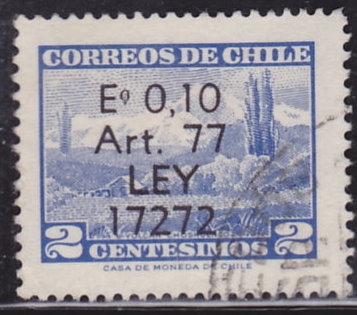 CORREOS DE CHILE
Eº 0,10
Art. 77
LEY
17272
2 CENTESIMOS 2
CASA DE MONEDA DE CHILE